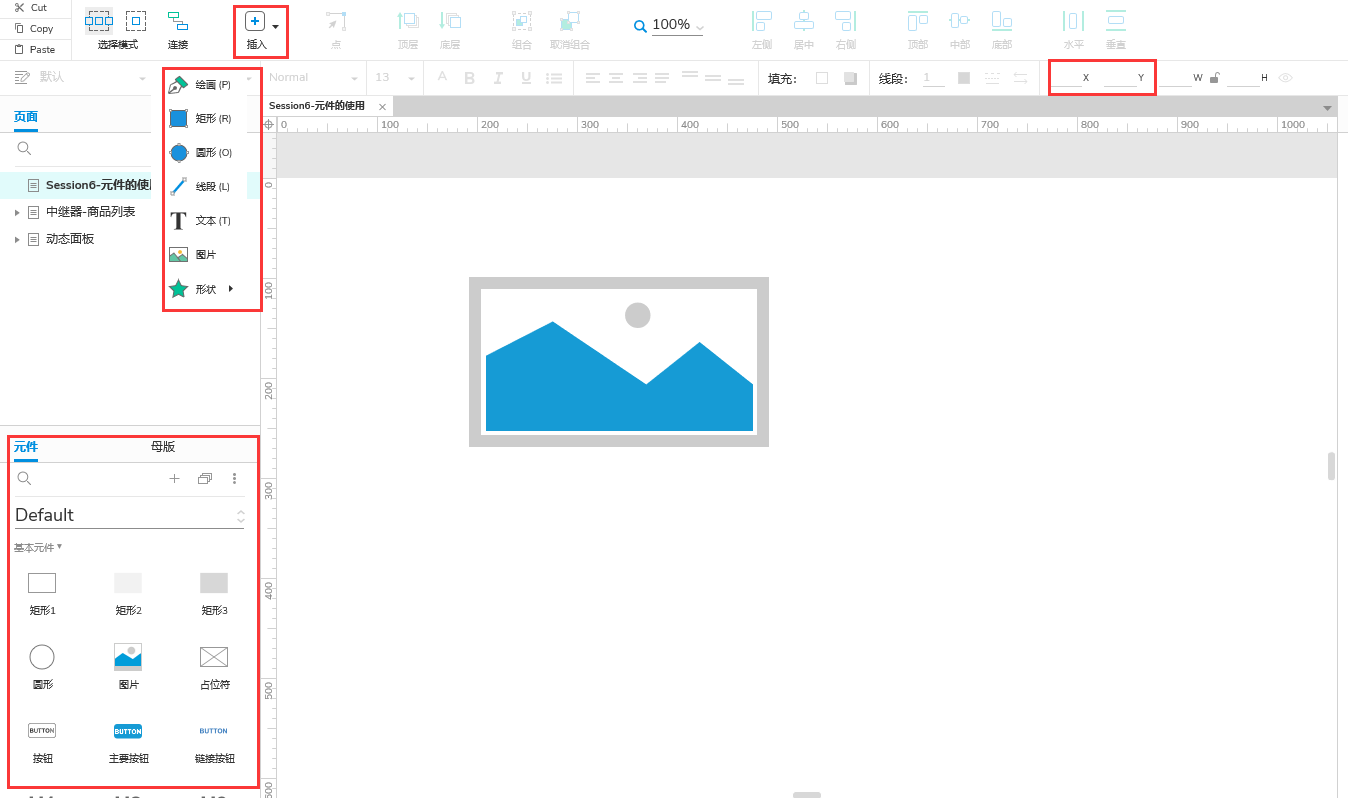 Cut
Copy
Paste
选择模式
连接
插入
点
顶层
底层
组合
取消组合
100%
左侧
居中
右侧
顶部
中部
底部
水平
垂直
默认
Normal
13
A
B
I
U
填充：
线段：
1
X
Y
W
H
绘画 (P)
矩形 (R)
圆形 (O)
线段 (L)
T
文本 (T)
图片
形状
页面
Session6-元件的使
中继器-商品列表
动态面板
Session6-元件的使用
0
100
200
300
400
500
600
700
800
900
1000
0
100
200
300
400
500
600
元件
母版
Default
基本元件
矩形1
矩形2
矩形3
圆形
图片
占位符
BUTTON
BUTTON
BUTTON
按钮
主要按钮
链接按钮